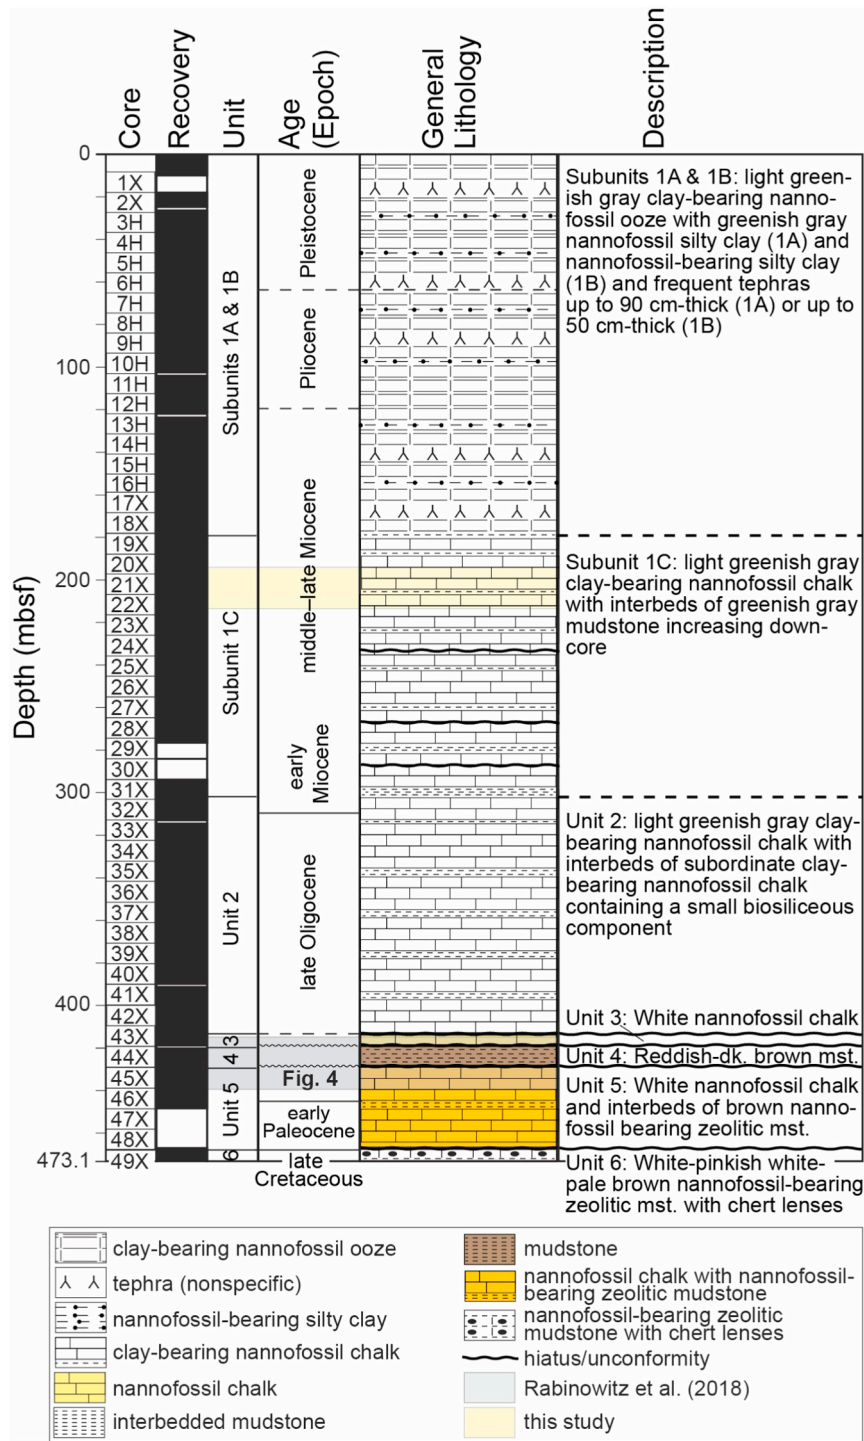 Core
Recovery
Unit
Age
(Epoch)
General
Lithology
Description
Depth (mbsf)
0
100
200
300
400
473.1
1X
2X
3H
4H
5H
6H
7H
8H
9H
10H
11H
12H
13H
14H
15H
16H
17X
18X
19X
20X
21X
22X
23X
24X
25X
26X
27X
28X
29X
30X
31X
32X
33X
34X
35X
36X
37X
38X
39X
40X
41X
42X
43X
44X
45X
46X
47X
48X
49X
Subunits 1A & 1B
Subunit 1C
Unit 2
3
4
Unit 5
6
Pleistocene
Pliocene
middle–late Miocene
early
Miocene
late Oligocene
Fig. 4
early
Paleocene
late
Cretaceous
Subunits 1A & 1B: light green-
ish gray clay-bearing nanno-
fossil ooze with greenish gray
nannofossil silty clay (1A) and
nannofossil-bearing silty clay
(1B) and frequent tephras
up to 90 cm-thick (1A) or up to
50 cm-thick (1B)
Subunit 1C: light greenish gray
clay-bearing nannofossil chalk
with interbeds of greenish gray
mudstone increasing down-
core
Unit 2: light greenish gray clay-
bearing nannofossil chalk with
interbeds of subordinate clay-
bearing nannofossil chalk
containing a small biosiliceous
component
Unit 3: White nannofossil chalk
Unit 4: Reddish-dk. brown mst.
Unit 5: White nannofossil chalk
and interbeds of brown nanno-
fossil bearing zeolitic mst.
Unit 6: White-pinkish white-
pale brown nannofossil-bearing
zeolitic mst. with chert lenses
clay-bearing nannofossil ooze
tephra (nonspecific)
nannofossil-bearing silty clay
clay-bearing nannofossil chalk
nannofossil chalk
interbedded mudstone
mudstone
nannofossil chalk with nannofossil-
bearing zeolitic mudstone
nannofossil-bearing zeolitic
mudstone with chert lenses
hiatus/unconformity
Rabinowitz et al. (2018)
this study